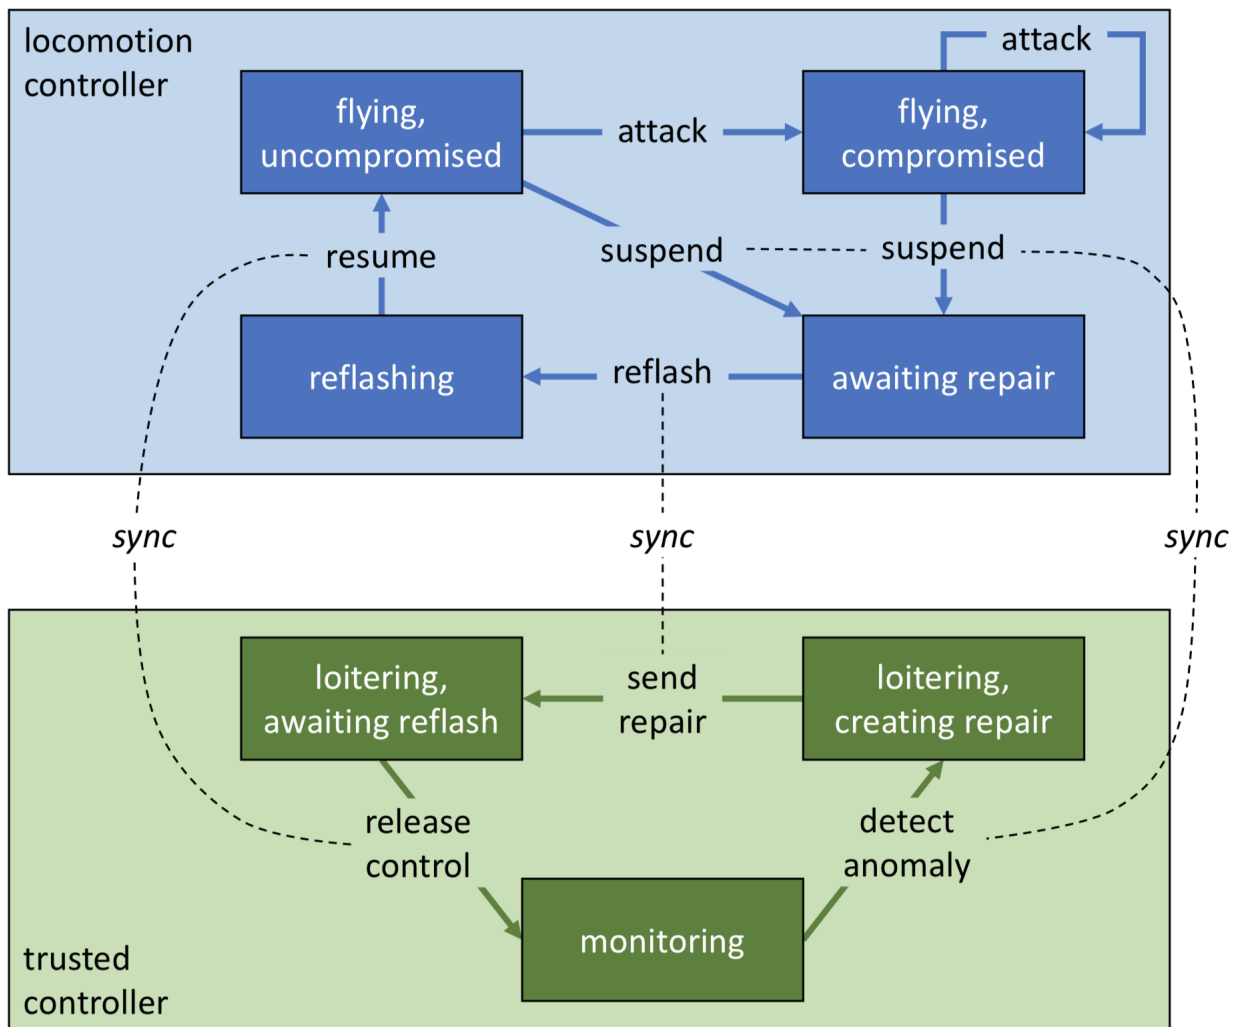 locomotion
controller
attack
flying,
uncompromised
attack
flying,
compromised
resume
suspend
suspend
reflashing
reflash
awaiting repair
sync
sync
sync
loitering,
awaiting reflash
send
repair
loitering,
creating repair
release
control
detect
anomaly
monitoring
trusted
controller